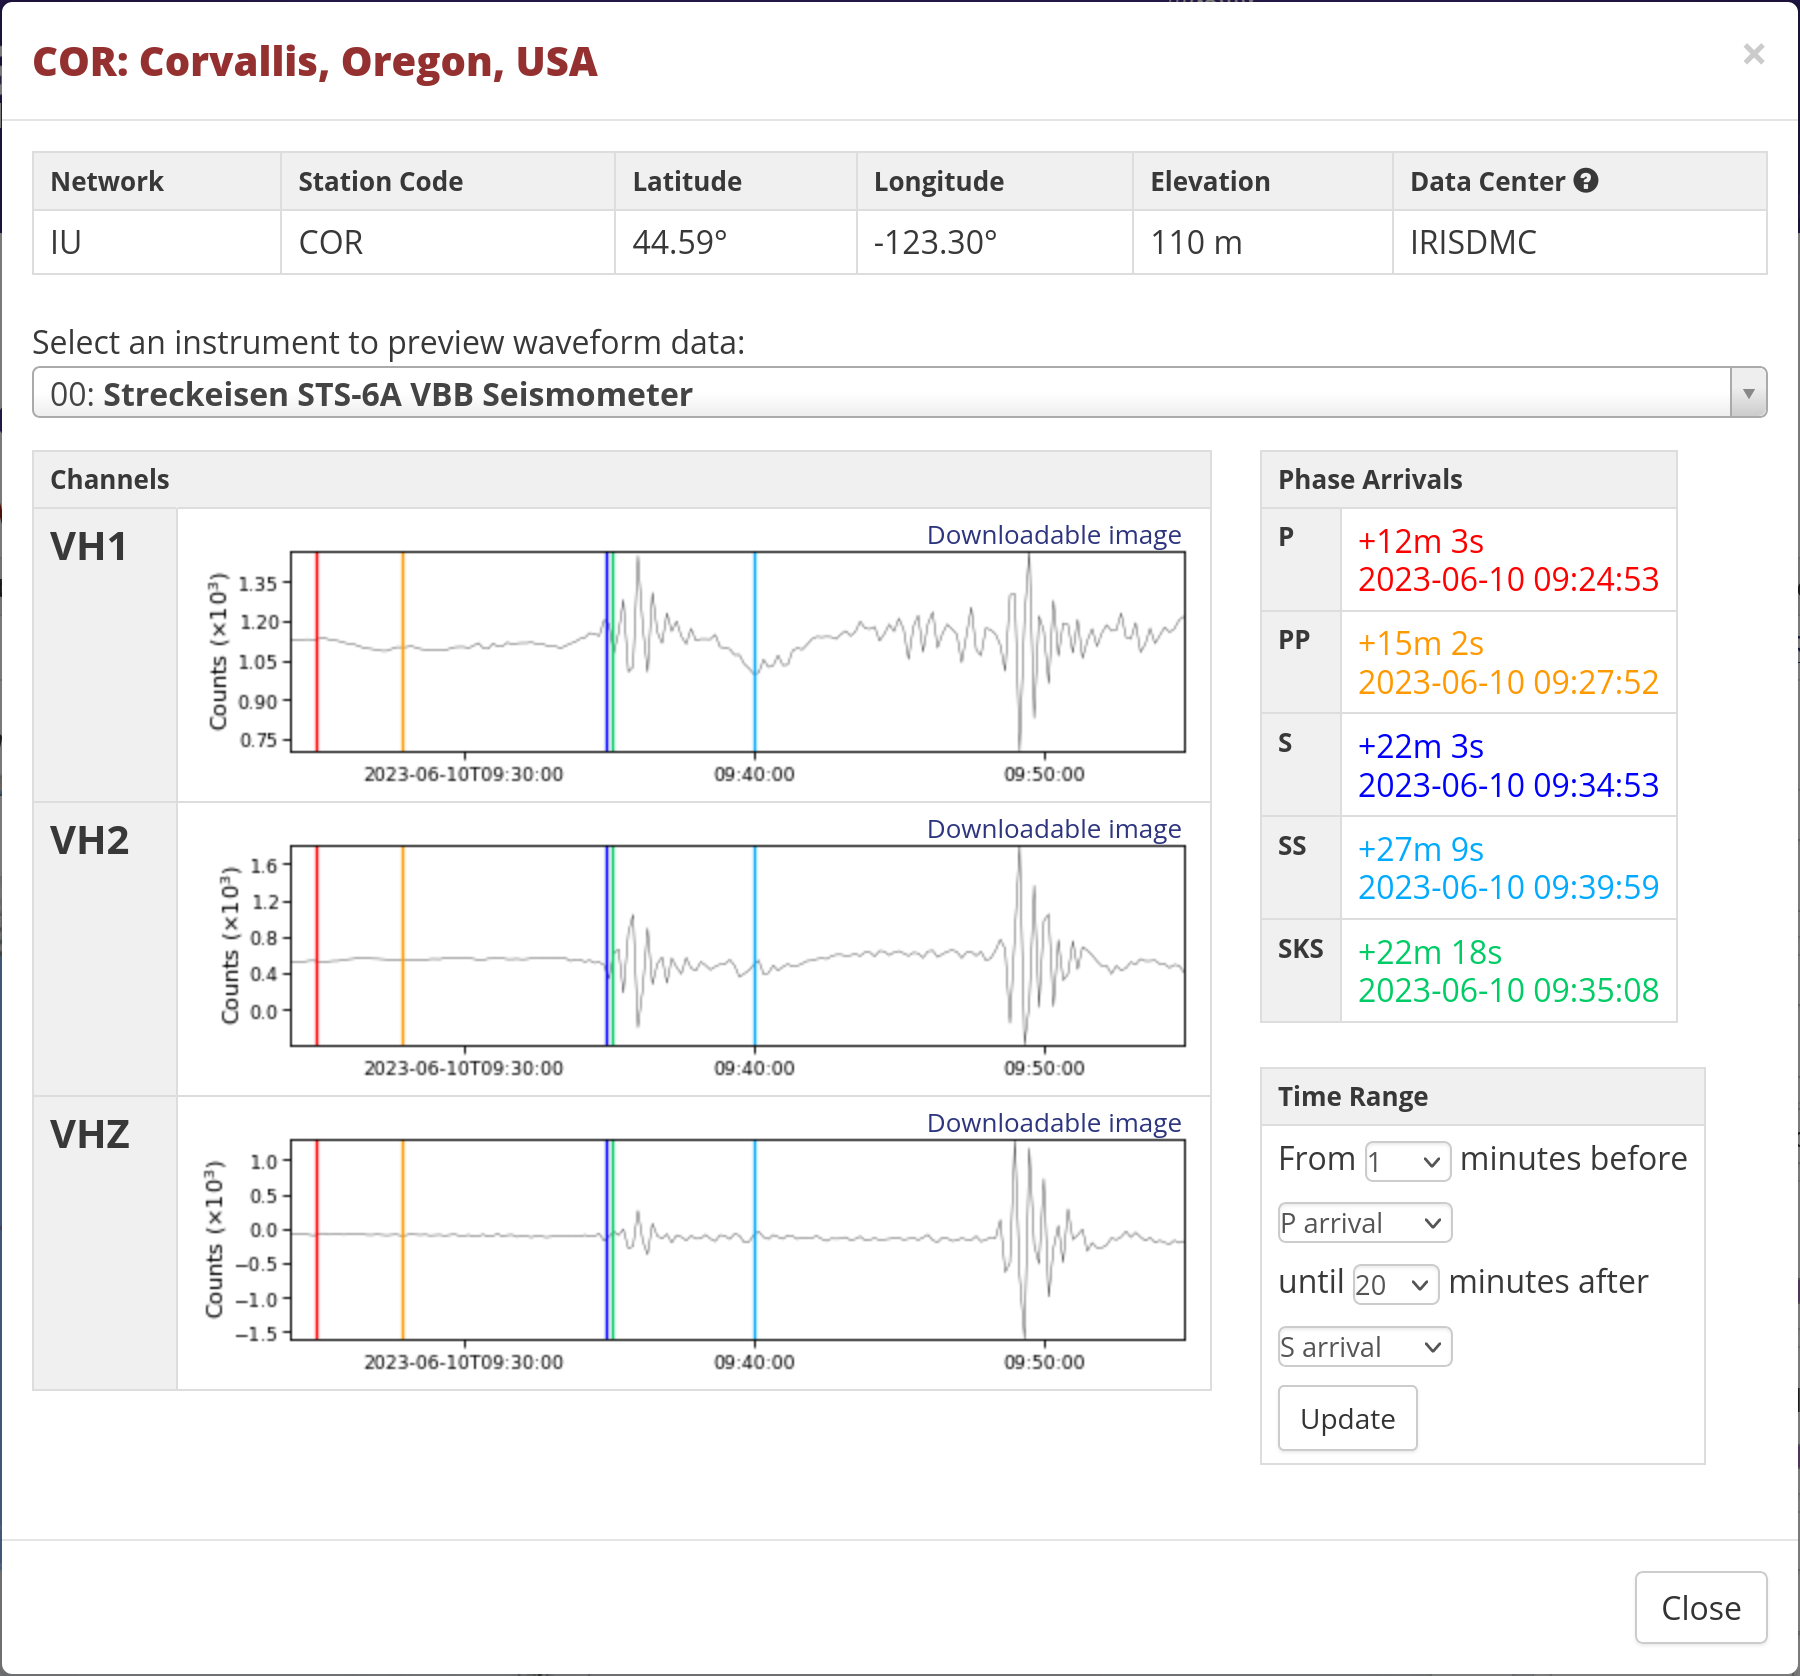 COR: Corvallis, Oregon, USA
×
Network Station Code Latitude Longitude Elevation Data Center ?
IU COR 44.59° -123.30° 110 m IRISDMC
Select an instrument to preview waveform data:
00: Streckeisen STS-6A VBB Seismometer
Channels
VH1
Downloadable image
Counts (×10³)
1.35
1.20
1.05
0.90
0.75
2023-06-10T09:30:00 09:40:00 09:50:00
VH2
Downloadable image
Counts (×10³)
1.6
1.2
0.8
0.4
0.0
2023-06-10T09:30:00 09:40:00 09:50:00
VHZ
Downloadable image
Counts (×10³)
1.0
0.5
0.0
−0.5
−1.0
−1.5
2023-06-10T09:30:00 09:40:00 09:50:00
Phase Arrivals
P +12m 3s
2023-06-10 09:24:53
PP +15m 2s
2023-06-10 09:27:52
S +22m 3s
2023-06-10 09:34:53
SS +27m 9s
2023-06-10 09:39:59
SKS +22m 18s
2023-06-10 09:35:08
Time Range
From 1 minutes before
P arrival
until 20 minutes after
S arrival
Update
Close